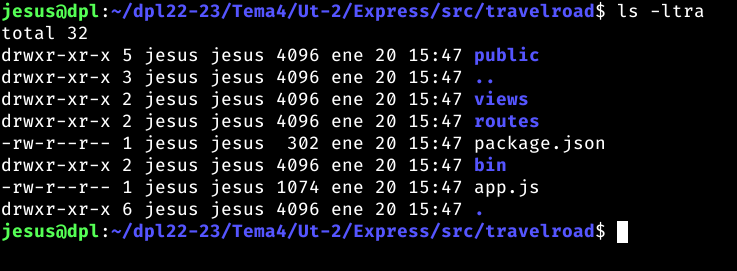 jesus@dpl:~/dpl22-23/Tema4/Ut-2/Express/src/travelroad$ ls -ltra
total 32
drwxr-xr-x 5 jesus jesus 4096 ene 20 15:47 public
drwxr-xr-x 3 jesus jesus 4096 ene 20 15:47 ..
drwxr-xr-x 2 jesus jesus 4096 ene 20 15:47 views
drwxr-xr-x 2 jesus jesus 4096 ene 20 15:47 routes
-rw-r--r-- 1 jesus jesus  302 ene 20 15:47 package.json
drwxr-xr-x 2 jesus jesus 4096 ene 20 15:47 bin
-rw-r--r-- 1 jesus jesus 1074 ene 20 15:47 app.js
drwxr-xr-x 6 jesus jesus 4096 ene 20 15:47 .
jesus@dpl:~/dpl22-23/Tema4/Ut-2/Express/src/travelroad$